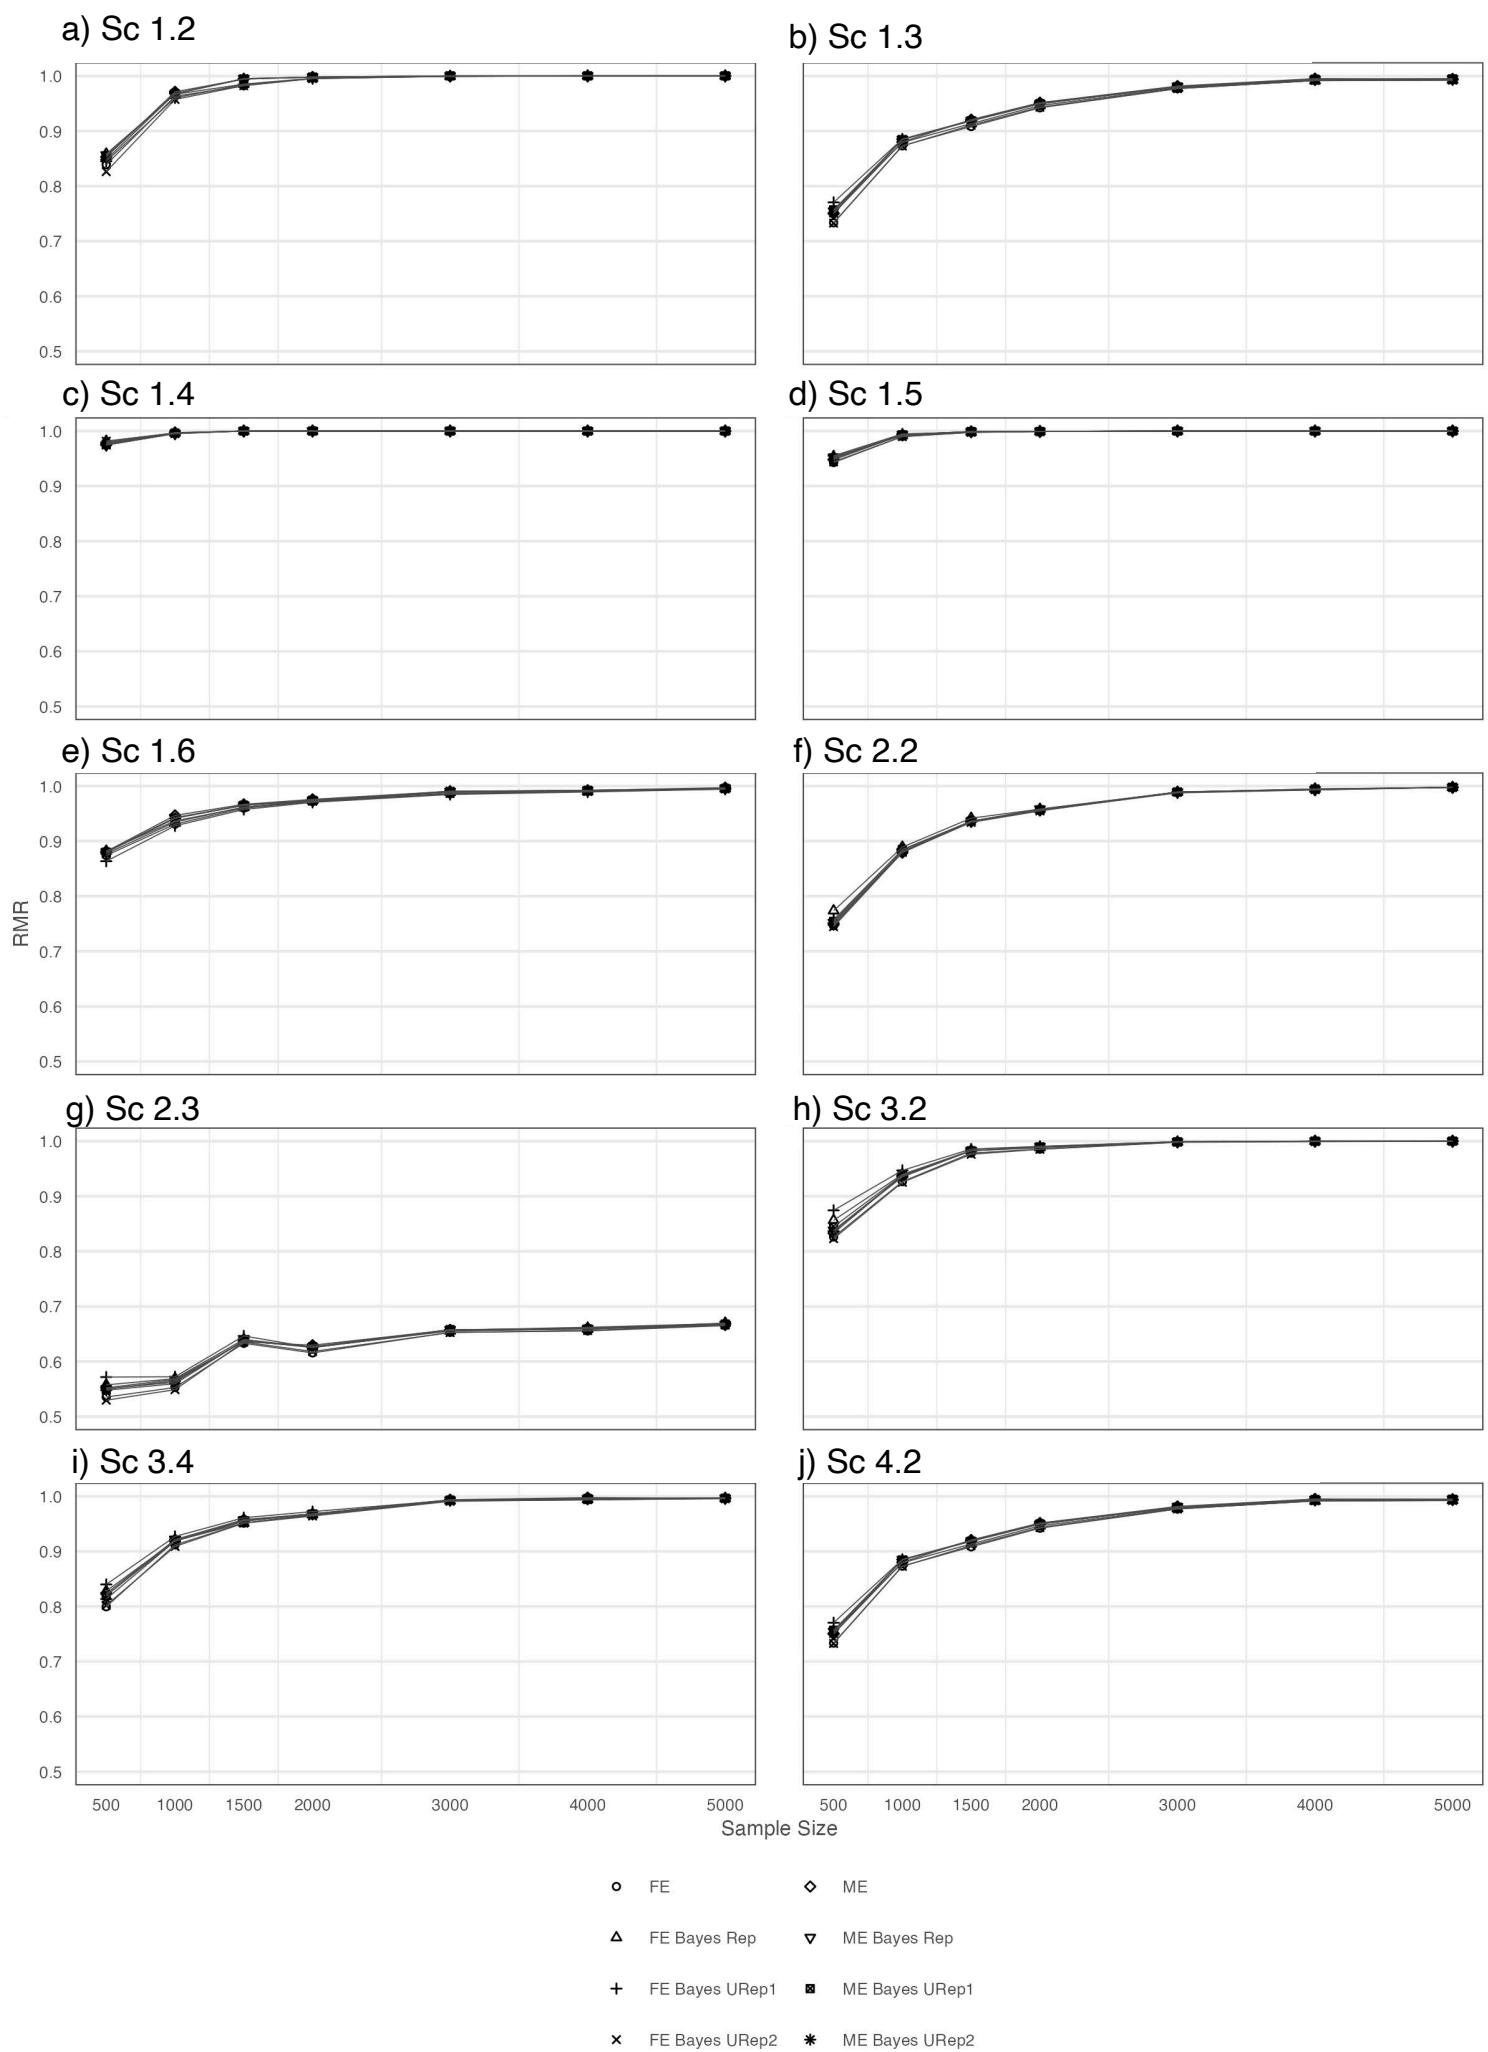 a) Sc 1.2
b) Sc 1.3
1.0
0.9
0.8
0.7
0.6
0.5
c) Sc 1.4
d) Sc 1.5
1.0
0.9
0.8
0.7
0.6
0.5
e) Sc 1.6
f) Sc 2.2
1.0
0.9
0.8
0.7
0.6
0.5
RMR
g) Sc 2.3
h) Sc 3.2
1.0
0.9
0.8
0.7
0.6
0.5
i) Sc 3.4
j) Sc 4.2
1.0
0.9
0.8
0.7
0.6
0.5
500 1000 1500 2000 3000 4000 5000
500 1000 1500 2000 3000 4000 5000
Sample Size
FE
ME
FE Bayes Rep
ME Bayes Rep
FE Bayes URep1
ME Bayes URep1
FE Bayes URep2
ME Bayes URep2